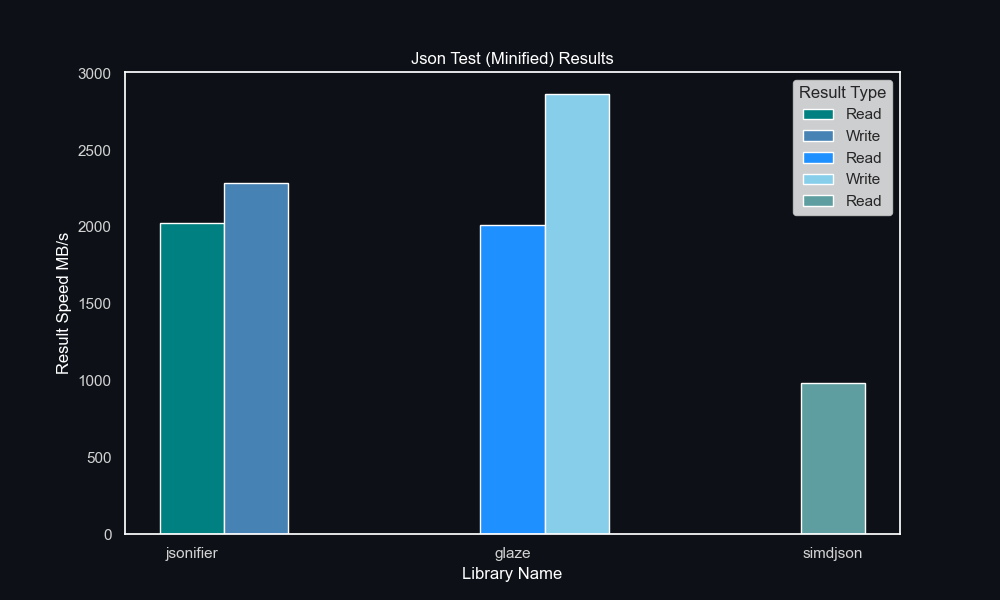 Json Test (Minified) Results
3000
2500
2000
1500
1000
500
0
Result Speed MB/s
Result Type
Read
Write
Read
Write
Read
jsonifier
glaze
simdjson
Library Name